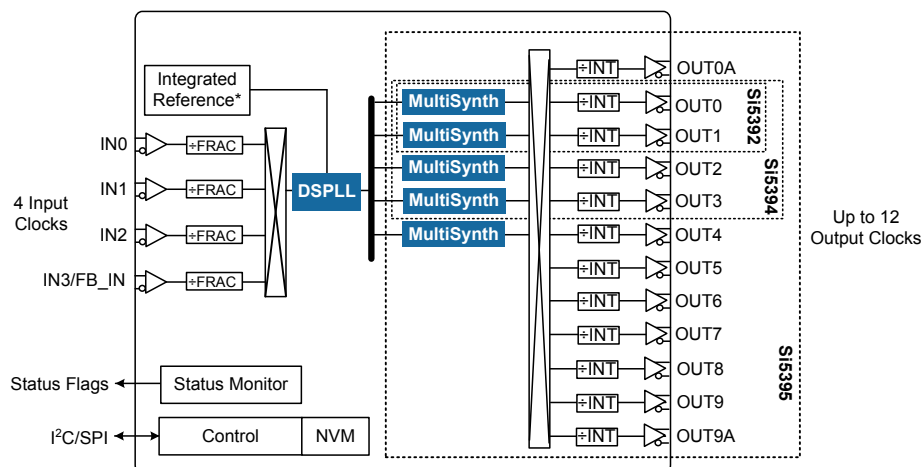 Integrated
Reference*
IN0
÷FRAC
IN1
÷FRAC
IN2
÷FRAC
IN3/FB_IN
÷FRAC
4 Input
Clocks
DSPLL
MultiSynth
MultiSynth
MultiSynth
MultiSynth
MultiSynth
÷INT
OUT0A
÷INT
OUT0
÷INT
OUT1
÷INT
OUT2
÷INT
OUT3
÷INT
OUT4
÷INT
OUT5
÷INT
OUT6
÷INT
OUT7
÷INT
OUT8
÷INT
OUT9
÷INT
OUT9A
Si5392
Si5394
Si5395
Up to 12
Output Clocks
Status Flags
Status Monitor
I²C/SPI
Control
NVM